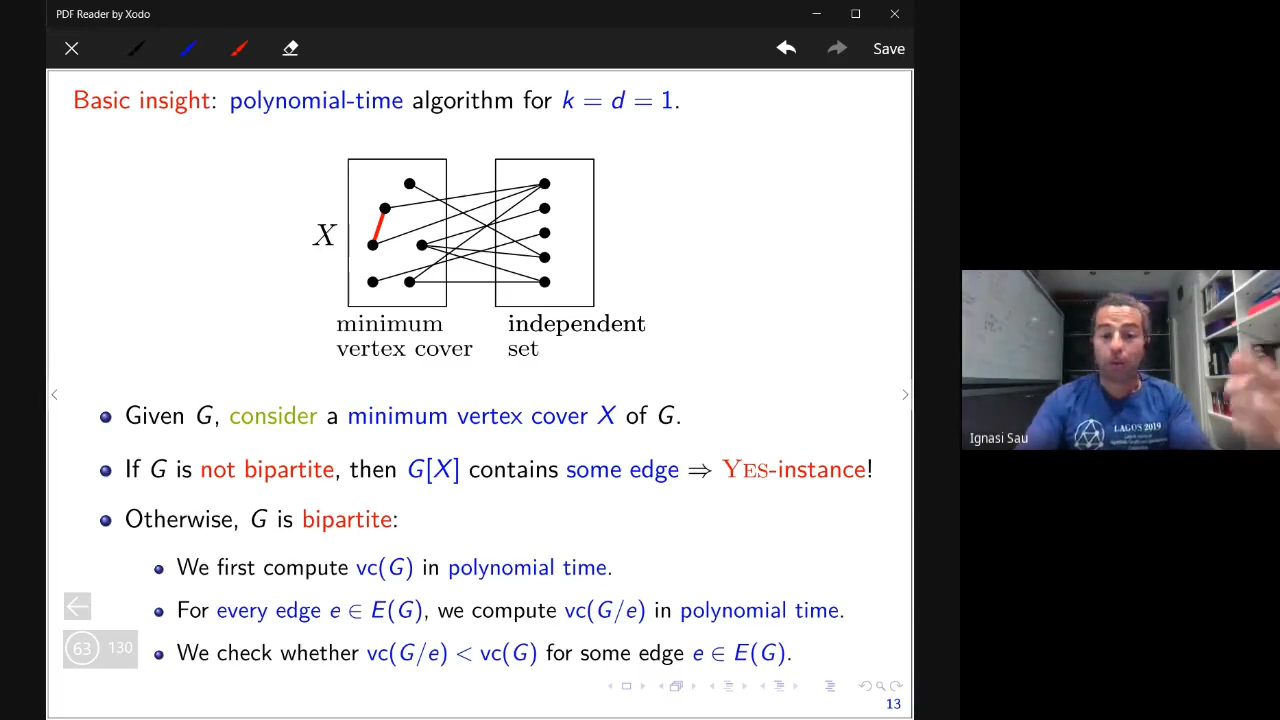 PDF Reader by Xodo
Save
Basic insight: polynomial-time algorithm for k = d = 1.
X
minimum
vertex cover
independent
set
Given G, consider a minimum vertex cover X of G.
If G is not bipartite, then G[X] contains some edge ⇒ YES-instance!
Otherwise, G is bipartite:
We first compute vc(G) in polynomial time.
For every edge e ∈ E(G), we compute vc(G/e) in polynomial time.
We check whether vc(G/e) < vc(G) for some edge e ∈ E(G).
63 130
13
Ignasi Sau
LAGOS 2019